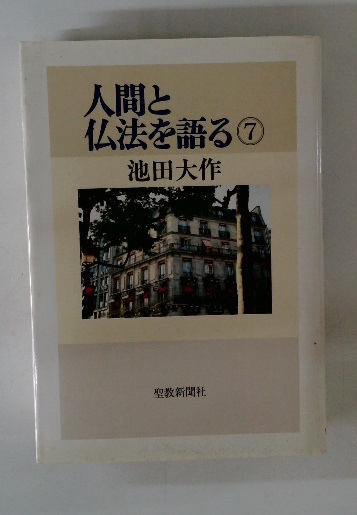 人間と
仏法を語る⑦
池田大作
聖教新聞社